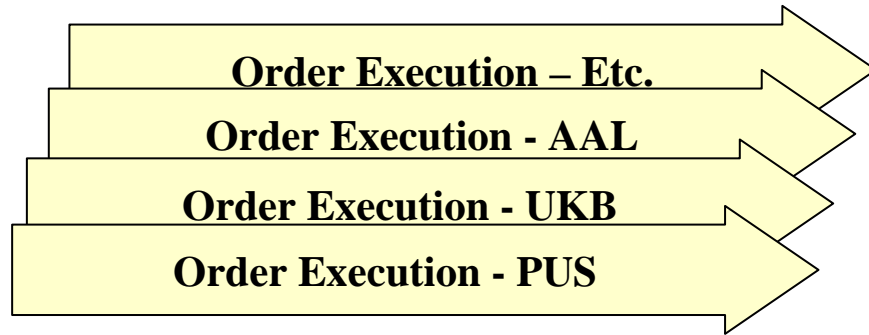 Order Execution – Etc.
Order Execution - AAL
Order Execution - UKB
Order Execution - PUS